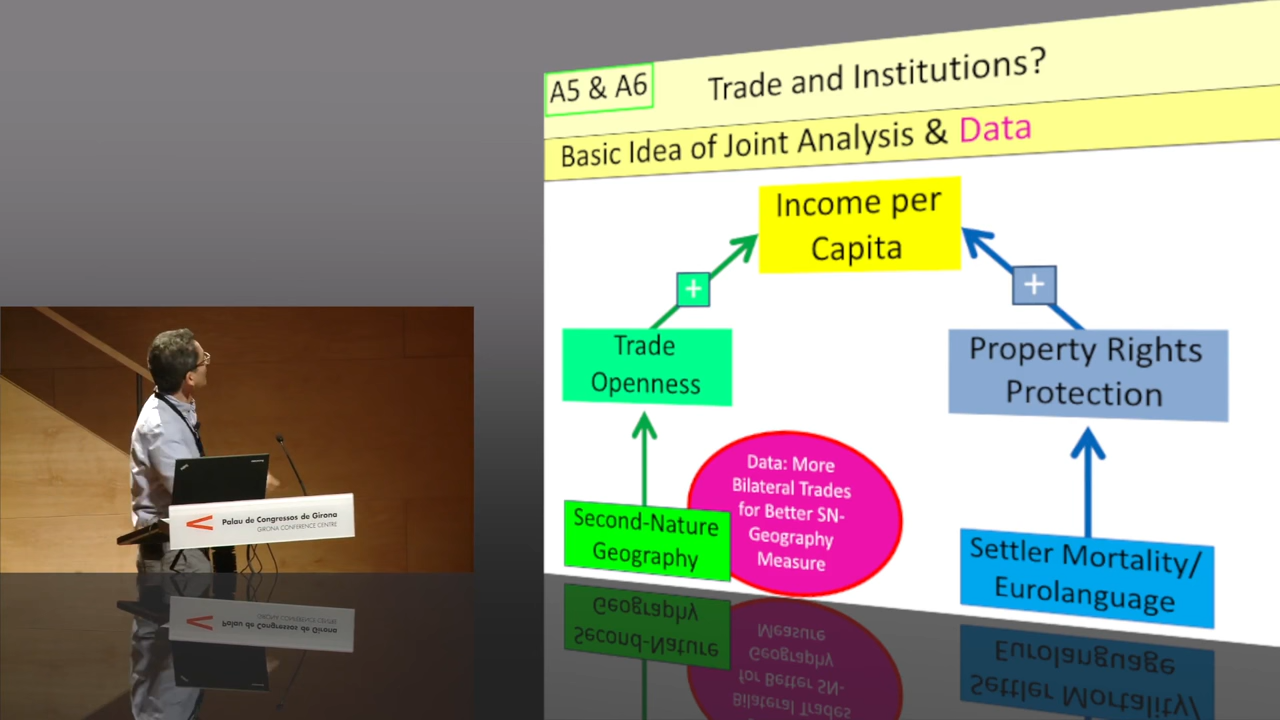 A5 & A6
Trade and Institutions?
Basic Idea of Joint Analysis & Data
Income per
Capita
+
+
Trade
Openness
Property Rights
Protection
Data: More
Bilateral Trades
for Better SN-
Geography
Measure
Second-Nature
Geography
Settler Mortality/
Eurolanguage
Palau de Congressos de Girona
GIRONA CONFERENCE CENTRE